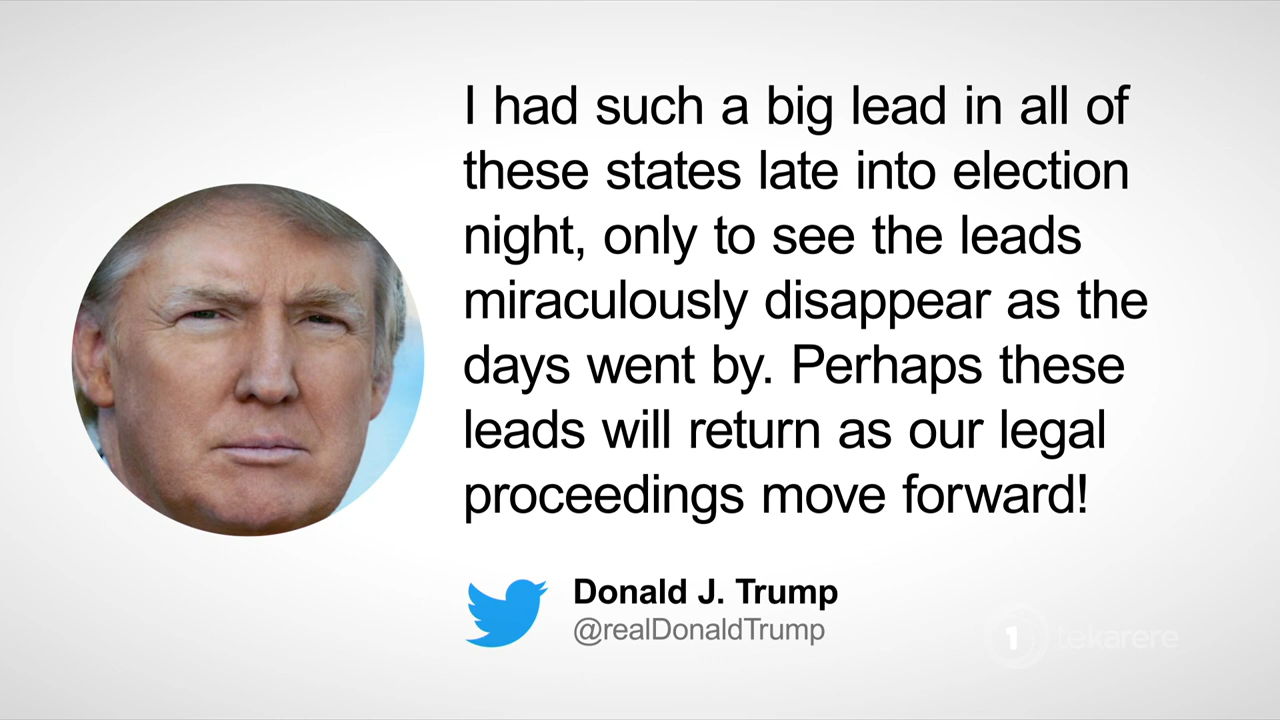 I had such a big lead in all of
these states late into election
night, only to see the leads
miraculously disappear as the
days went by. Perhaps these
leads will return as our legal
proceedings move forward!
Donald J. Trump
@realDonaldTrump
1 tekarere